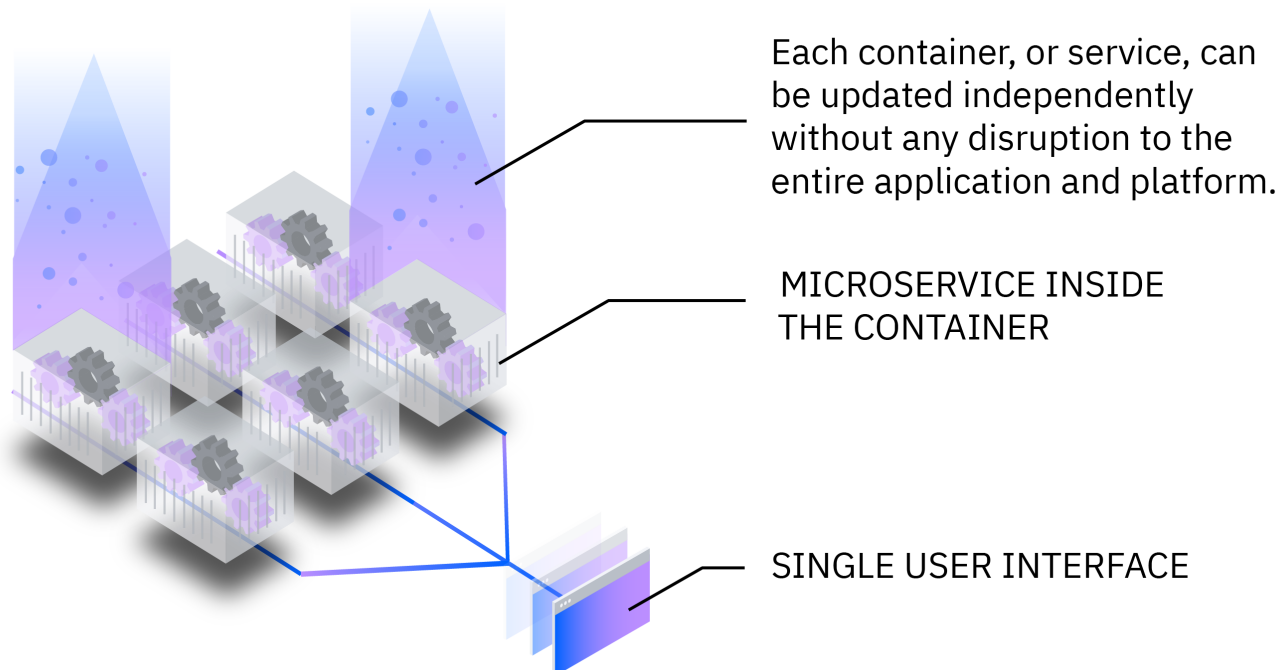 Each container, or service, can
be updated independently
without any disruption to the
entire application and platform.
MICROSERVICE INSIDE
THE CONTAINER
SINGLE USER INTERFACE